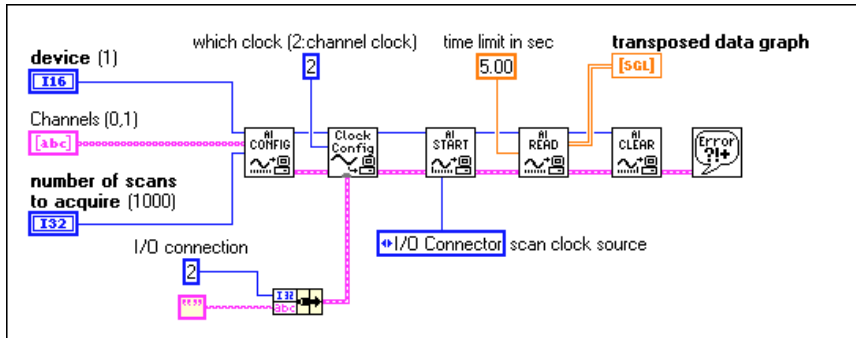 which clock (2:channel clock)
time limit in sec
transposed data graph
device (1)
2
5.00
[SGL]
I16
Channels (0,1)
[abc]
AI CONFIG
Clock Config
AI START
AI READ
AI CLEAR
Error ?!+
number of scans
to acquire (1000)
I32
I/O connection
I/O Connector scan clock source
2
I32
abc
""